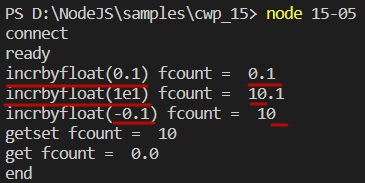 PS D:\NodeJS\samples\cwp_15> node 15-05
connect
ready
incrbyfloat(0.1) fcount =  0.1
incrbyfloat(1e1) fcount =  10.1
incrbyfloat(-0.1) fcount =  10
getset fcount =  10
get fcount =  0.0
end